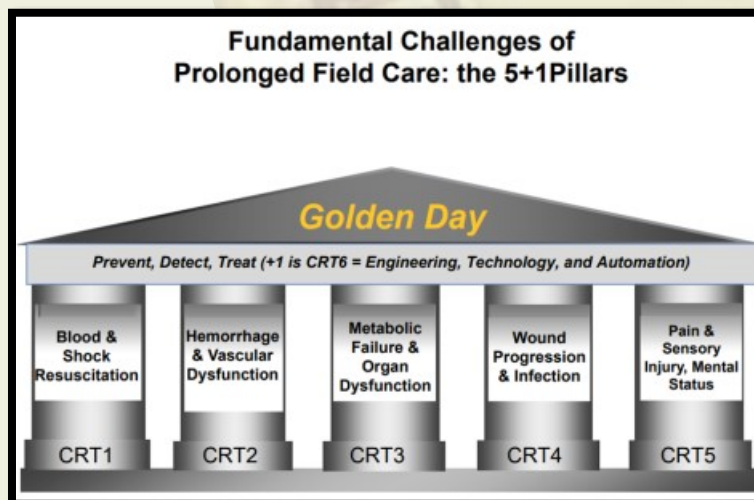 Fundamental Challenges of
Prolonged Field Care: the 5+1Pillars
Golden Day
Prevent, Detect, Treat (+1 is CRT6 = Engineering, Technology, and Automation)
Blood &
Shock
Resuscitation
CRT1
Hemorrhage
& Vascular
Dysfunction
CRT2
Metabolic
Failure &
Organ
Dysfunction
CRT3
Wound
Progression
& Infection
CRT4
Pain &
Sensory
Injury, Mental
Status
CRT5